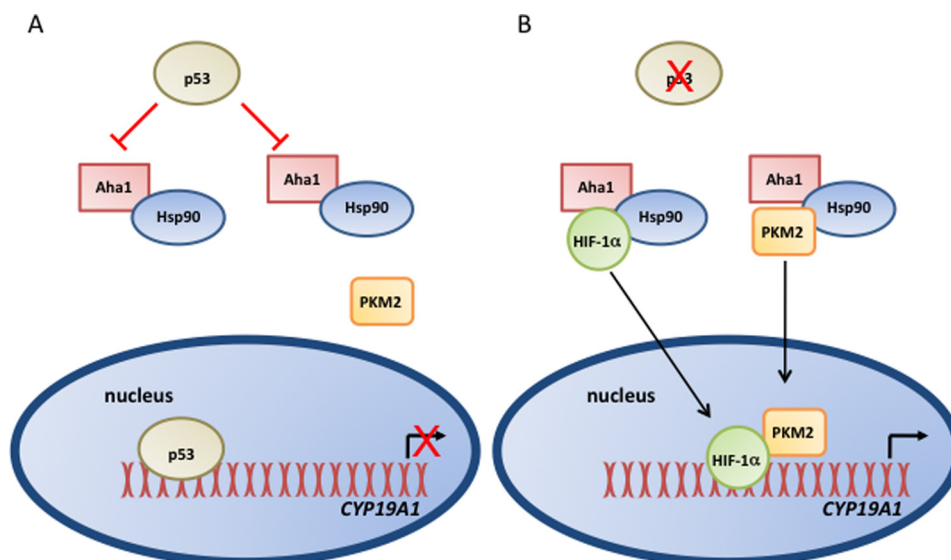 A
p53
Aha1
Hsp90
Aha1
Hsp90
PKM2
nucleus
p53
CYP19A1
B
p53
Aha1
Hsp90
HIF-1α
Aha1
Hsp90
PKM2
nucleus
PKM2
HIF-1α
CYP19A1